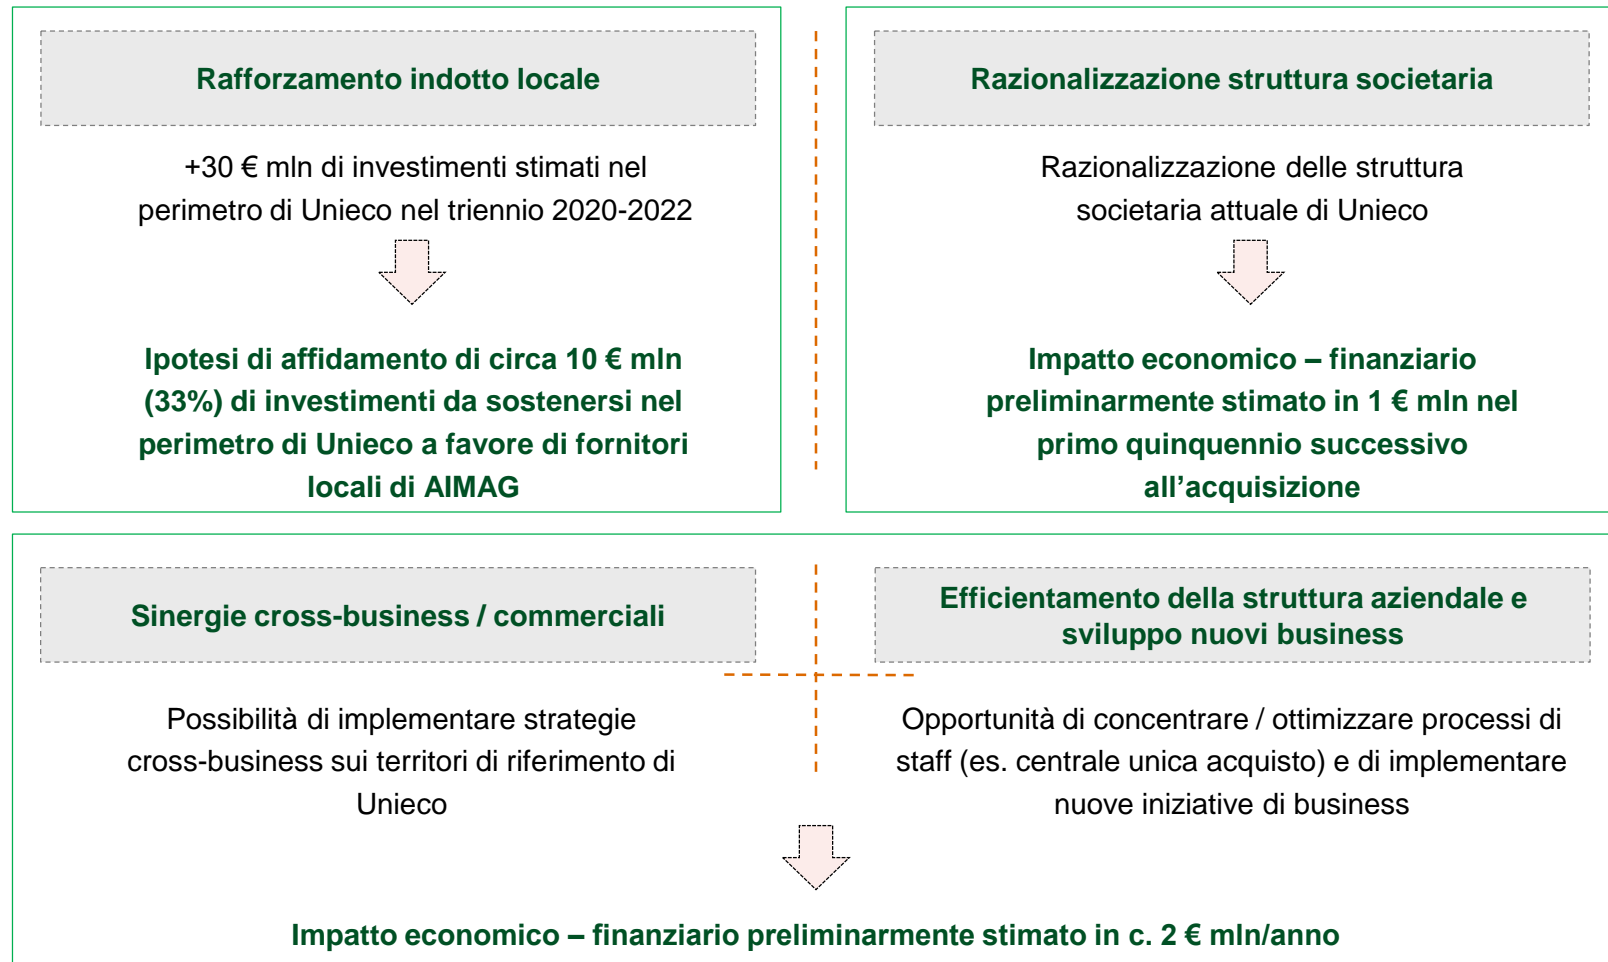 Rafforzamento indotto locale
+30 € mln di investimenti stimati nel
perimetro di Unieco nel triennio 2020-2022
Ipotesi di affidamento di circa 10 € mln
(33%) di investimenti da sostenersi nel
perimetro di Unieco a favore di fornitori
locali di AIMAG
Razionalizzazione struttura societaria
Razionalizzazione delle struttura
societaria attuale di Unieco
Impatto economico – finanziario
preliminarmente stimato in 1 € mln nel
primo quinquennio successivo
all’acquisizione
Sinergie cross-business / commerciali
Possibilità di implementare strategie
cross-business sui territori di riferimento di
Unieco
Efficientamento della struttura aziendale e
sviluppo nuovi business
Opportunità di concentrare / ottimizzare processi di
staff (es. centrale unica acquisto) e di implementare
nuove iniziative di business
Impatto economico – finanziario preliminarmente stimato in c. 2 € mln/anno